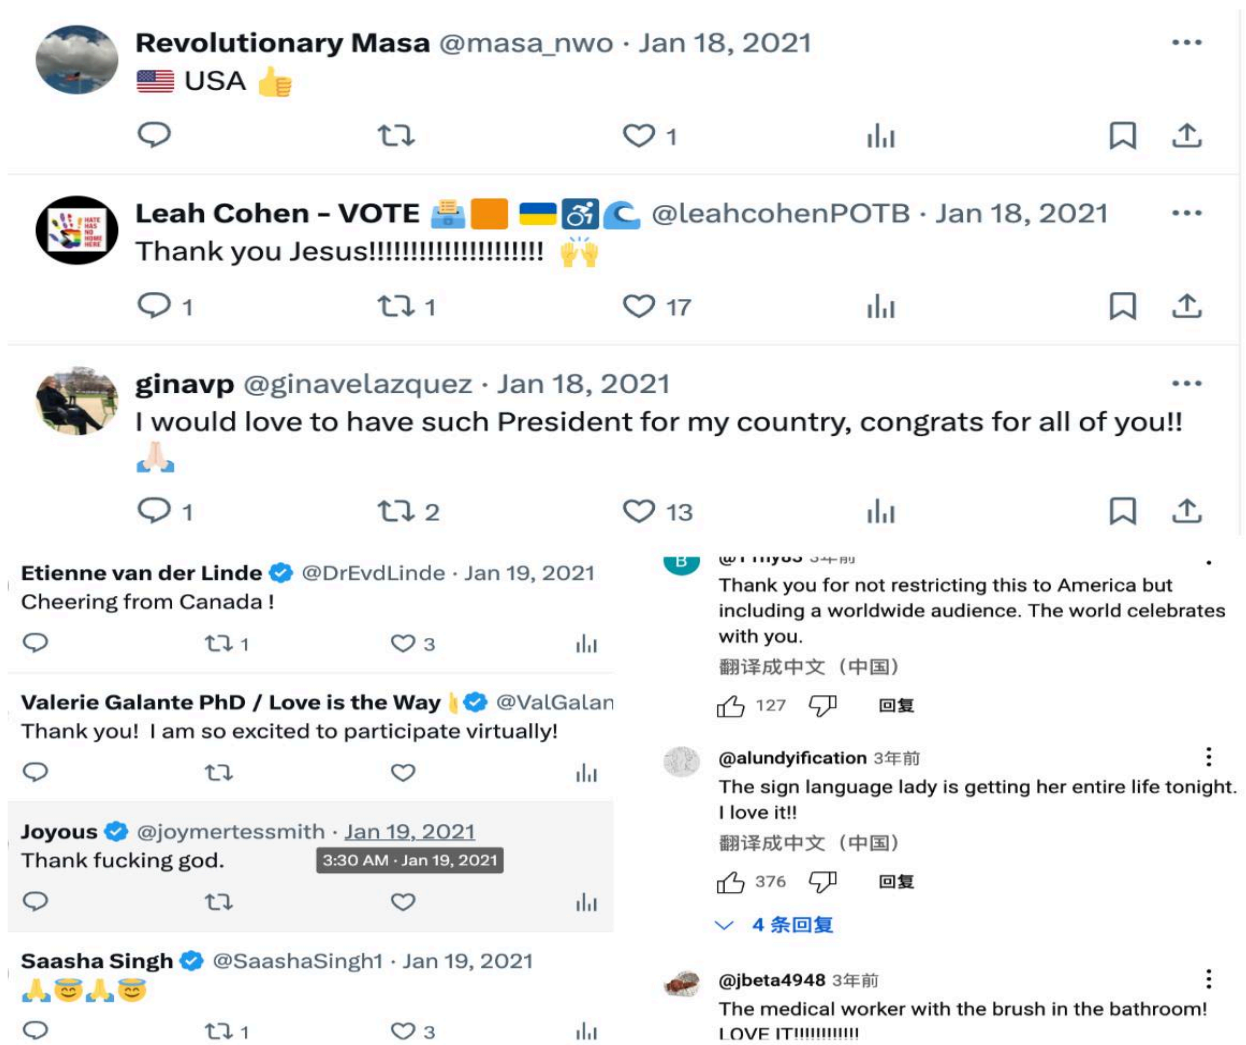 Revolutionary Masa @masa_nwo · Jan 18, 2021
🇺🇸 USA 👍
1
Leah Cohen - VOTE 🗳️🟧 🇺🇦♿🌊 @leahcohenPOTB · Jan 18, 2021
Thank you Jesus!!!!!!!!!!!!!!!!!!!!! 🙌
1 1 17
ginavp @ginavelazquez · Jan 18, 2021
I would love to have such President for my country, congrats for all of you!!
🙏🏻
1 2 13
Etienne van der Linde @DrEvdLinde · Jan 19, 2021
Cheering from Canada !
1 3
Valerie Galante PhD / Love is the Way @ValGalan
Thank you! I am so excited to participate virtually!
Joyous @joymertessmith · Jan 19, 2021
Thank fucking god.
3:30 AM · Jan 19, 2021
Saasha Singh @SaashaSingh1 · Jan 19, 2021
🙏😇🙏😇
1 3
B
3年前
Thank you for not restricting this to America but
including a worldwide audience. The world celebrates
with you.
翻译成中文（中国）
127 回复
@alundyification 3年前
The sign language lady is getting her entire life tonight.
I love it!!
翻译成中文（中国）
376 回复
4 条回复
@jbeta4948 3年前
The medical worker with the brush in the bathroom!
LOVE IT!!!!!!!!!!!!